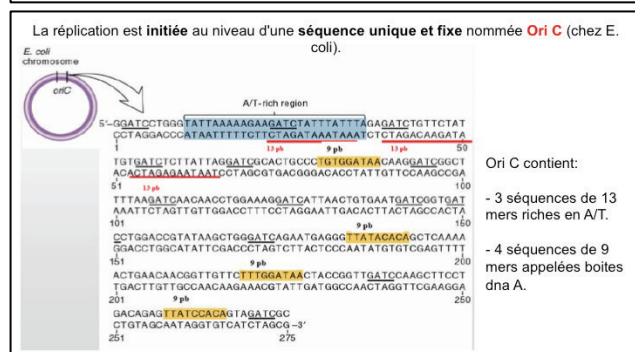 La réplication est initiée au niveau d'une séquence unique et fixe nommée Ori C (chez E.
coli).
E. coli
chromosome
oriC
A/T-rich region
5'–GGATCCTGGGTATTAAAAAGAAGATCTATTTATTTAGAGATCTGTTCTAT
CCTAGGACCCATAATTTTTCTTCTAGATAAATAAATCTCTAGACAAGATA
1 13 pb 9 pb 13 pb 50
TGTGATCTCTTATTAGGATCGCACTGCCCTGTGGATAACAAGGATCGGCT
ACACTAGAGAATAATCCTAGCGTGACGGGACACCTATTGTTCCAAGCCGA
51 13 pb 100
TTTAAGATCAACAACCTGGAAAGGATCATTAACTGTGAATGATCGGTGAT
AAATTCTAGTTGTTGGACCTTTCCTAGGAATTGACACTTACTAGCCACTA
151 9 pb 150
CCTGGACCGTATAAGCTGGGATCAGAATGAGGGTTATACACAGCTCAAAA
GGACCTGGCATATTCGACCCTAGTCTTACTCCCAATATGTGTCGAGTTTT
151 9 pb 200
ACTGAACAACGGTTGTTCTTTGGATAACTACCGGTTGATCCAAGCTTCCT
TGACTTGTTGCCAACAAGAAACGTATTGATGGCCAACTAGGTTCGAAGGA
201 9 pb 250
GACAGAGTTATCCACAGTAGATCGC
CTGTAGCAATAGGTGTCATCTAGCG–3'
251 275
Ori C contient:
- 3 séquences de 13
mers riches en A/T.
- 4 séquences de 9
mers appelées boites
dna A.